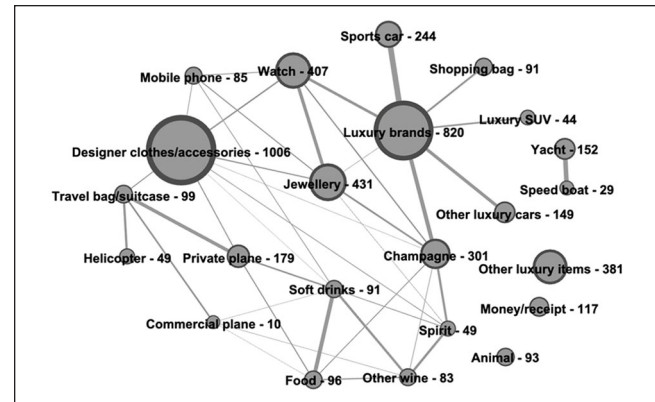 Sports car - 244
Shopping bag - 91
Watch - 407
Mobile phone - 85
Luxury SUV - 44
Luxury brands - 820
Designer clothes/accessories - 1006
Yacht - 152
Jewellery - 431
Speed boat - 29
Travel bag/suitcase - 99
Other luxury cars - 149
Helicopter - 49
Private plane - 179
Champagne - 301
Other luxury items - 381
Soft drinks - 91
Money/receipt - 117
Commercial plane - 10
Spirit - 49
Animal - 93
Food - 96
Other wine - 83